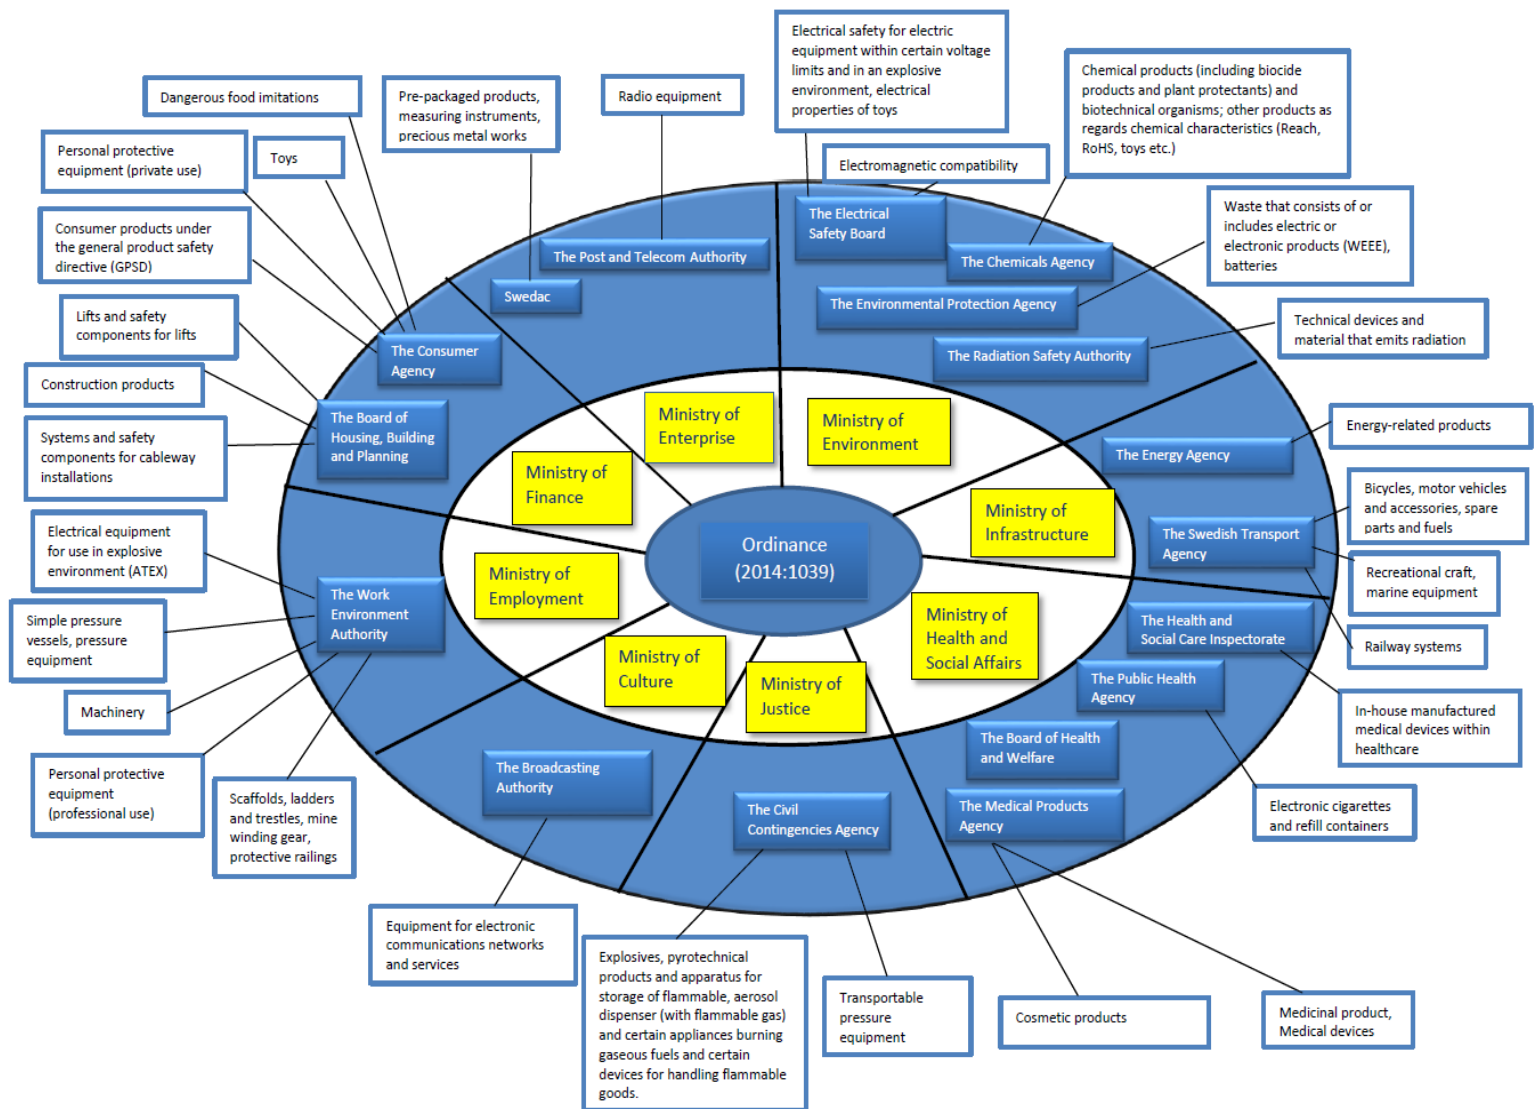 Electrical safety for electric
equipment within certain voltage
limits and in an explosive
environment, electrical
properties of toys
Chemical products (including biocide
products and plant protectants) and
biotechnical organisms; other products as
regards chemical characteristics (Reach,
RoHS, toys etc.)
Dangerous food imitations
Pre-packaged products,
measuring instruments,
precious metal works
Radio equipment
Personal protective
equipment (private use)
Toys
Electromagnetic compatibility
Consumer products under
the general product safety
directive (GPSD)
The Electrical
Safety Board
Waste that consists of or
includes electric or
electronic products (WEEE),
batteries
The Post and Telecom Authority
The Chemicals Agency
Swedac
The Environmental Protection Agency
Lifts and safety
components for lifts
Technical devices and
material that emits radiation
The Consumer
Agency
The Radiation Safety Authority
Construction products
The Board of
Housing, Building
and Planning
Ministry of
Enterprise
Ministry of
Environment
Energy-related products
Systems and safety
components for cableway
installations
The Energy Agency
Ministry of
Finance
Bicycles, motor vehicles
and accessories, spare
parts and fuels
Ministry of
Infrastructure
Electrical equipment
for use in explosive
environment (ATEX)
The Swedish Transport
Agency
Ordinance
(2014:1039)
Ministry of
Employment
Recreational craft,
marine equipment
The Work
Environment
Authority
Simple pressure
vessels, pressure
equipment
Ministry of
Health and
Social Affairs
The Health and
Social Care Inspectorate
Railway systems
Ministry of
Culture
Ministry of
Justice
The Public Health
Agency
Machinery
In-house manufactured
medical devices within
healthcare
The Board of Health
and Welfare
Personal protective
equipment
(professional use)
The Broadcasting
Authority
Scaffolds, ladders
and trestles, mine
winding gear,
protective railings
The Civil
Contingencies Agency
The Medical Products
Agency
Electronic cigarettes
and refill containers
Equipment for electronic
communications networks
and services
Explosives, pyrotechnical
products and apparatus for
storage of flammable, aerosol
dispenser (with flammable gas)
and certain appliances burning
gaseous fuels and certain
devices for handling flammable
goods.
Transportable
pressure
equipment
Cosmetic products
Medicinal product,
Medical devices